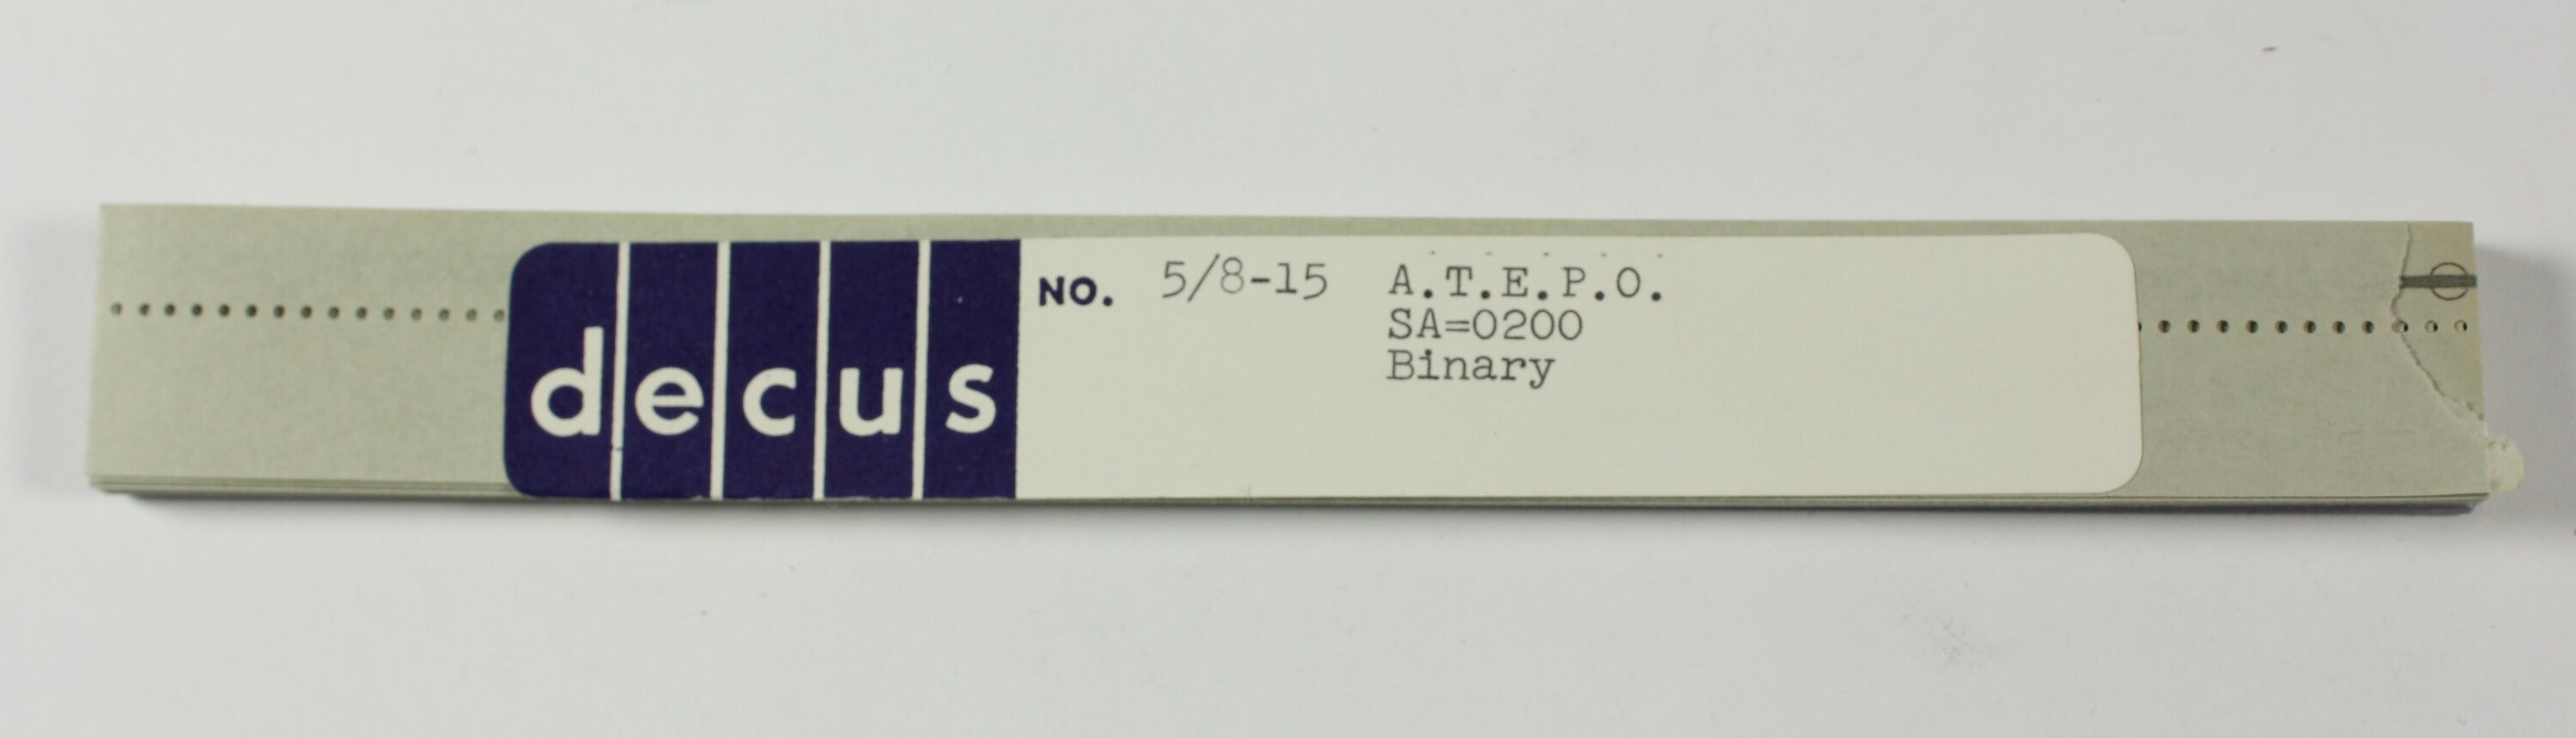 decus NO. 5/8-15 A.T.E.P.O.
SA=0200
Binary